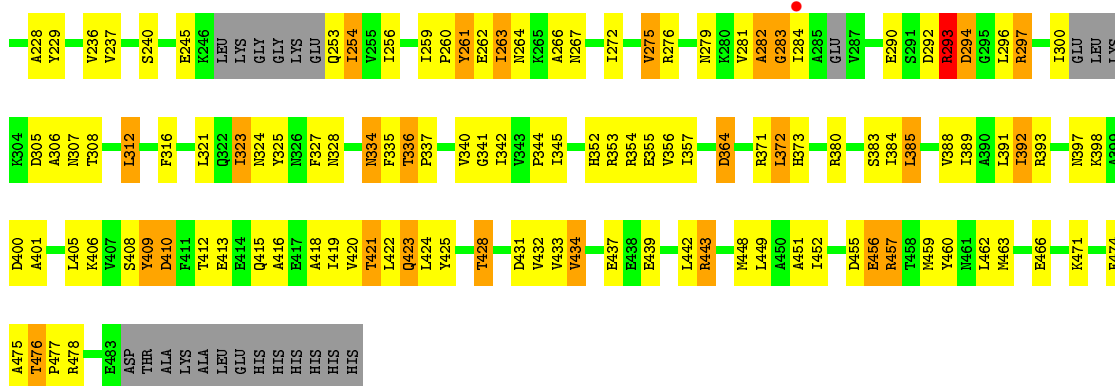 A228 Y229 V236 V237 S240 E245 K246 LEU LYS GLY GLY LYS GLU Q253 I254 V255 I256 I259 P260 Y261 E262 I263 N264 K265 A266 N267 I272 V275 R276 N279 K280 V281 A282 G283 I284 A285 GLU V287 E290 S291 D292 R293 D294 G295 L296 R297 I300 GLU LEU LYS
K304 D305 A306 N307 T308 L312 F316 L321 Q322 I323 N324 Y325 N326 F327 N328 N334 F335 T336 P337 V340 G341 I342 V343 P344 I345 H352 R353 R354 E355 V356 I357 D364 R371 L372 H373 R380 S383 I384 L385 V388 I389 A390 L391 I392 R393 N397 K398 A399
D400 A401 L405 K406 V407 S408 Y409 D410 F411 T412 E413 E414 Q415 A416 E417 A418 I419 V420 T421 L422 Q423 L424 Y425 T428 D431 V432 V433 V434 E437 E438 E439 L442 R443 M448 L449 A450 A451 I452 D455 E456 R457 T458 M459 Y460 N461 L462 M463 E466 K471 E474
A475 T476 P477 R478 E483 ASP THR ALA LYS ALA LEU GLU HIS HIS HIS HIS HIS HIS